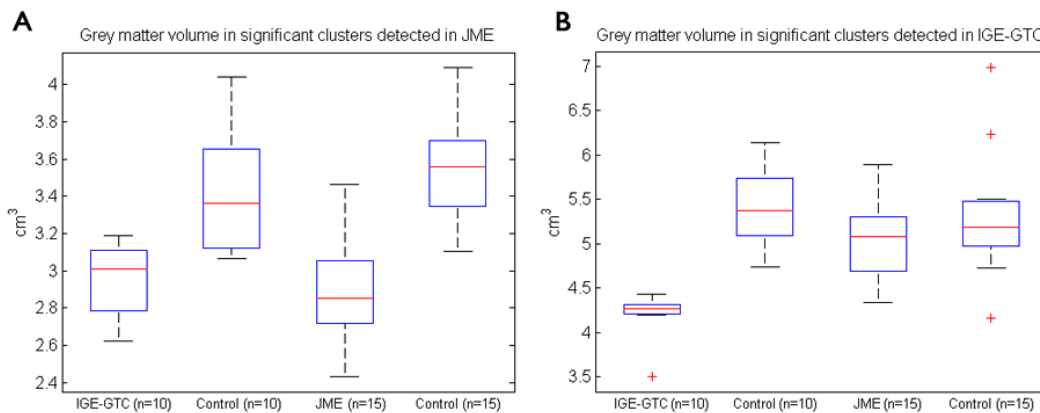 A
Grey matter volume in significant clusters detected in JME
4
3.8
3.6
3.4
3.2
3
2.8
2.6
2.4
cm³
IGE-GTC (n=10) Control (n=10) JME (n=15) Control (n=15)
B
Grey matter volume in significant clusters detected in IGE-GTC
7
6.5
6
5.5
5
4.5
4
3.5
cm³
IGE-GTC (n=10) Control (n=10) JME (n=15) Control (n=15)